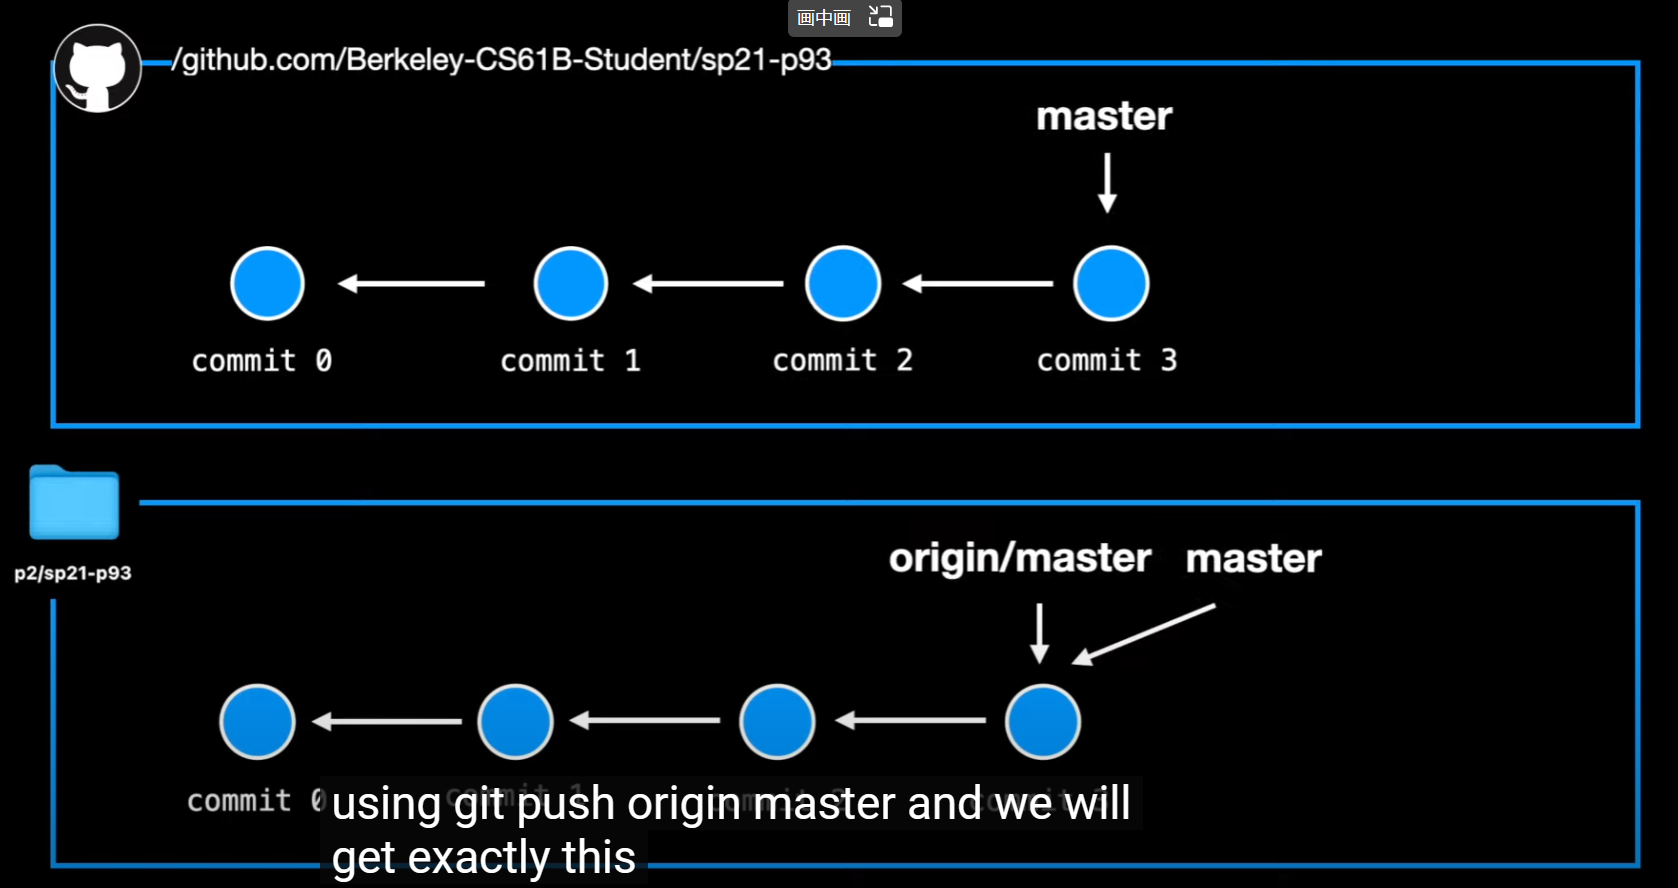 画中画
/github.com/Berkeley-CS61B-Student/sp21-p93
master
commit 0
commit 1
commit 2
commit 3
p2/sp21-p93
origin/master
master
commit 0
using git push origin master and we will
get exactly this